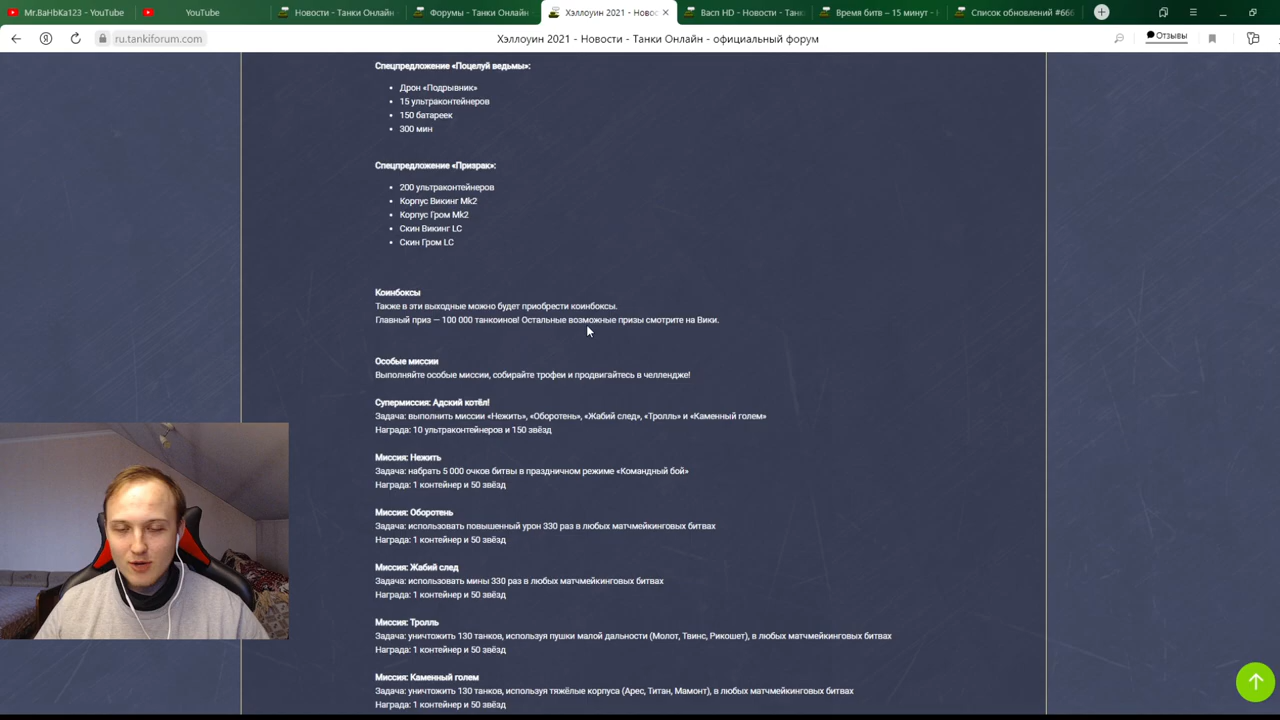 Mr.BaHbKa123 - YouTube
YouTube
Новости - Танки Онлайн
Форумы - Танки Онлайн
Хэллоуин 2021 - Новос
Васп HD - Новости - Танк
Время битв – 15 минут -
Список обновлений #666
ru.tankiforum.com
Хэллоуин 2021 - Новости - Танки Онлайн - официальный форум
Отзывы
Спецпредложение «Поцелуй ведьмы»:
Дрон «Подрывник»
15 ультраконтейнеров
150 батареек
300 мин
Спецпредложение «Призрак»:
200 ультраконтейнеров
Корпус Викинг Mk2
Корпус Гром Mk2
Скин Викинг LC
Скин Гром LC
Коинбоксы
Также в эти выходные можно будет приобрести коинбоксы.
Главный приз — 100 000 танкоинов! Остальные возможные призы смотрите на Вики.
Особые миссии
Выполняйте особые миссии, собирайте трофеи и продвигайтесь в челлендже!
Супермиссия: Адский котёл!
Задача: выполнить миссии «Нежить», «Оборотень», «Жабий след», «Тролль» и «Каменный голем»
Награда: 10 ультраконтейнеров и 150 звёзд
Миссия: Нежить
Задача: набрать 5 000 очков битвы в праздничном режиме «Командный бой»
Награда: 1 контейнер и 50 звёзд
Миссия: Оборотень
Задача: использовать повышенный урон 330 раз в любых матчмейкинговых битвах
Награда: 1 контейнер и 50 звёзд
Миссия: Жабий след
Задача: использовать мины 330 раз в любых матчмейкинговых битвах
Награда: 1 контейнер и 50 звёзд
Миссия: Тролль
Задача: уничтожить 130 танков, используя пушки малой дальности (Молот, Твинс, Рикошет), в любых матчмейкинговых битвах
Награда: 1 контейнер и 50 звёзд
Миссия: Каменный голем
Задача: уничтожить 130 танков, используя тяжёлые корпуса (Арес, Титан, Мамонт), в любых матчмейкинговых битвах
Награда: 1 контейнер и 50 звёзд